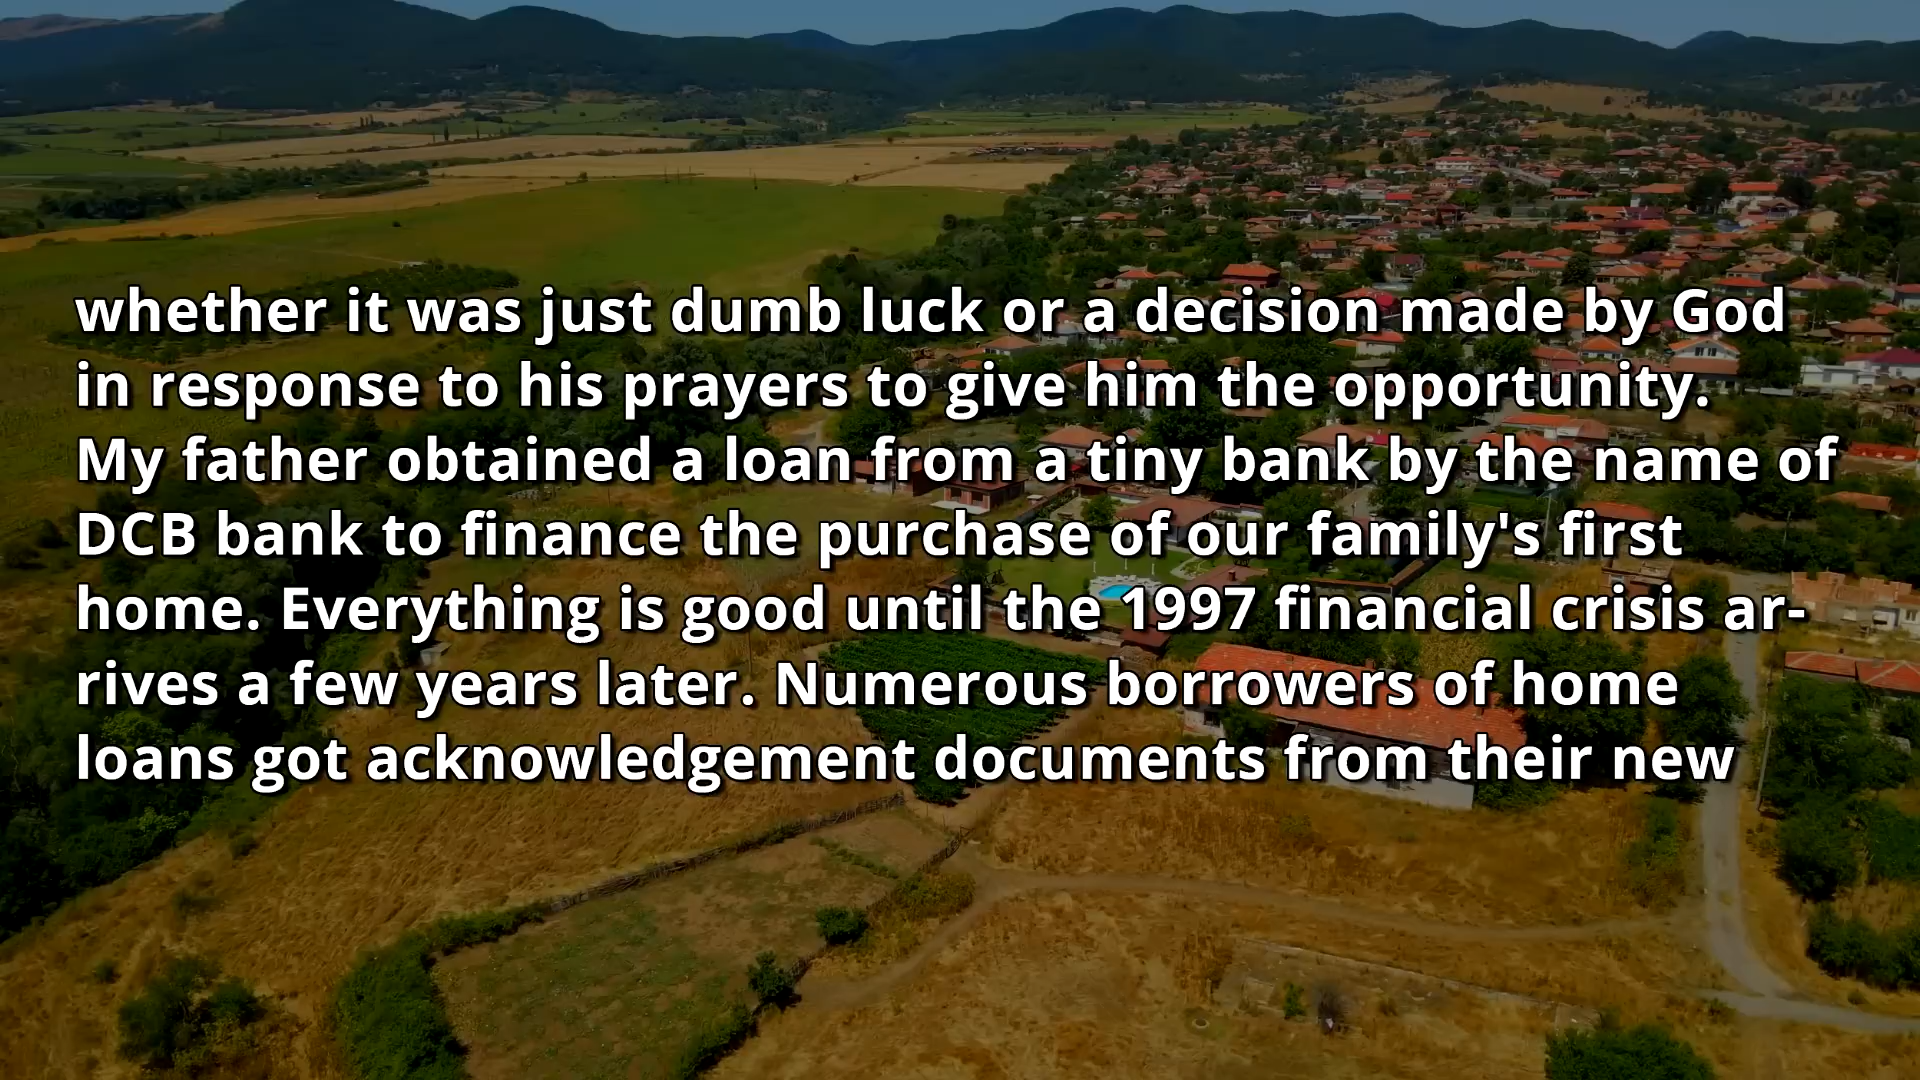 whether it was just dumb luck or a decision made by God
in response to his prayers to give him the opportunity.
My father obtained a loan from a tiny bank by the name of
DCB bank to finance the purchase of our family's first
home. Everything is good until the 1997 financial crisis ar-
rives a few years later. Numerous borrowers of home
loans got acknowledgement documents from their new